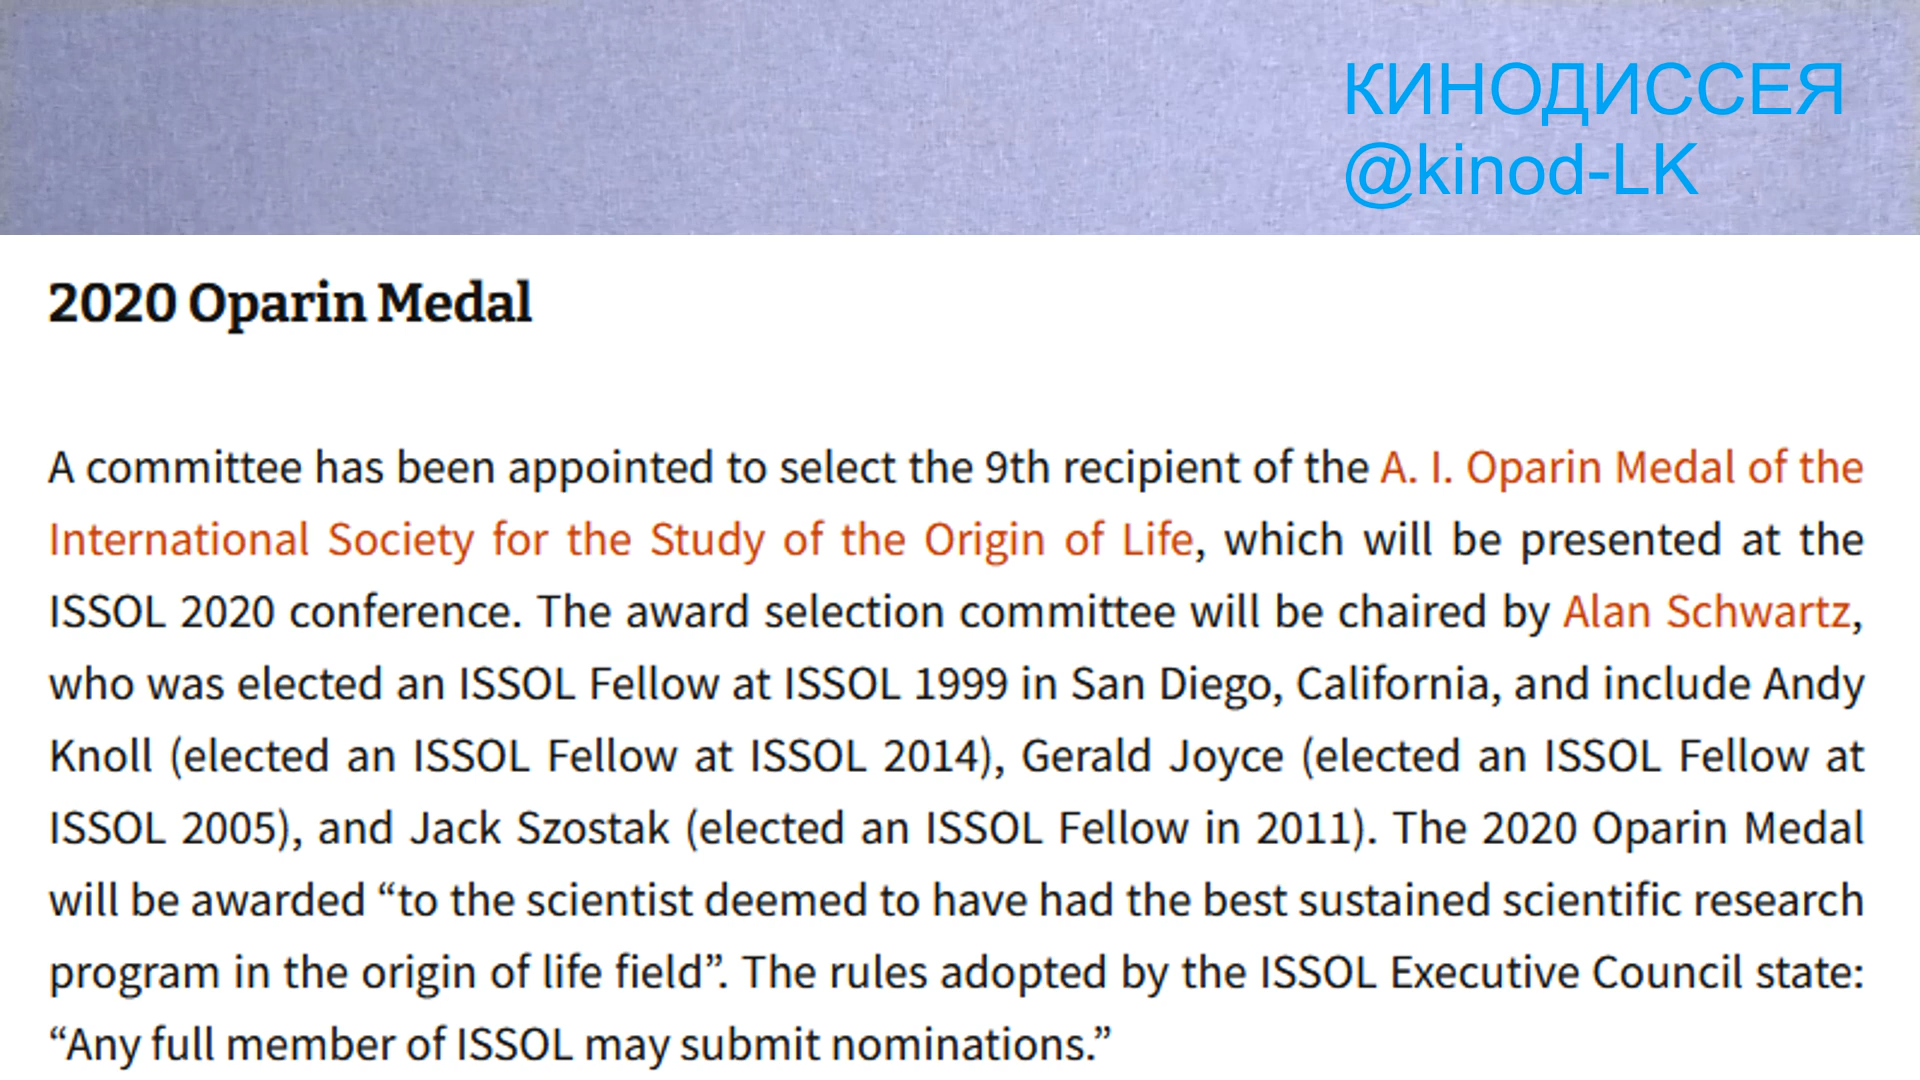 КИНОДИССЕЯ
@kinod-LK
2020 Oparin Medal
A committee has been appointed to select the 9th recipient of the A. I. Oparin Medal of the
International Society for the Study of the Origin of Life, which will be presented at the
ISSOL 2020 conference. The award selection committee will be chaired by Alan Schwartz,
who was elected an ISSOL Fellow at ISSOL 1999 in San Diego, California, and include Andy
Knoll (elected an ISSOL Fellow at ISSOL 2014), Gerald Joyce (elected an ISSOL Fellow at
ISSOL 2005), and Jack Szostak (elected an ISSOL Fellow in 2011). The 2020 Oparin Medal
will be awarded “to the scientist deemed to have had the best sustained scientific research
program in the origin of life field”. The rules adopted by the ISSOL Executive Council state:
“Any full member of ISSOL may submit nominations.”